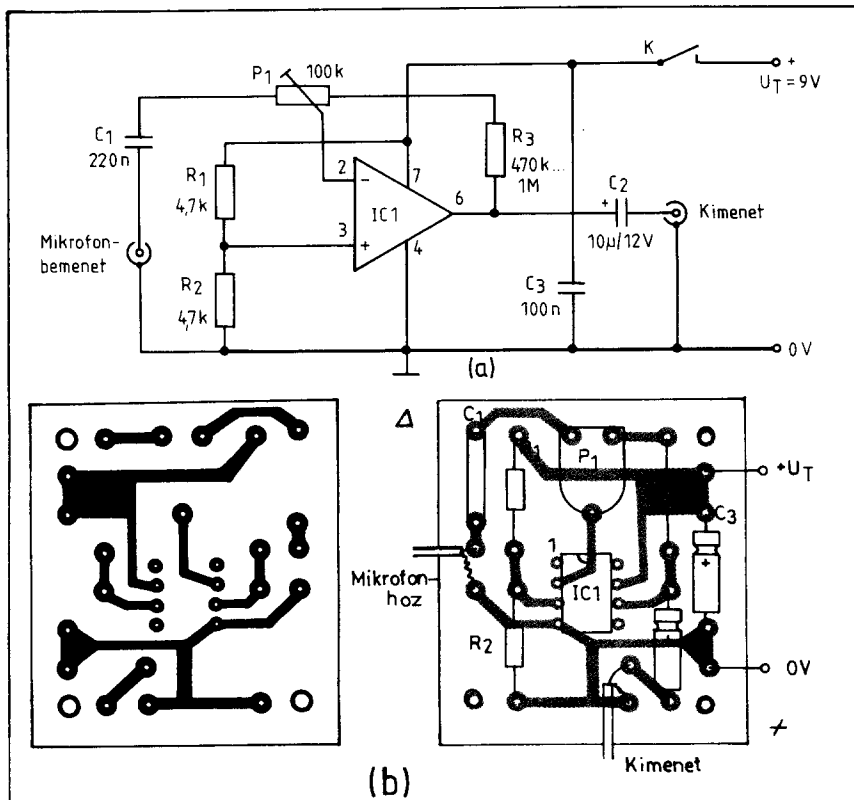 K
+
U_T=9V
P1
100k
C1
220n
R3
470k...
1M
R1
4,7k
2
-
7
IC1
6
+
C2
10µ/12V
Kimenet
3
+
4
Mikrofon-
bemenet
R2
4,7k
C3
100n
0V
(a)
C1
1
P1
+U_T
C3
+
1
Mikrofon-
hoz
IC1
R2
+
0V
Kimenet
(b)